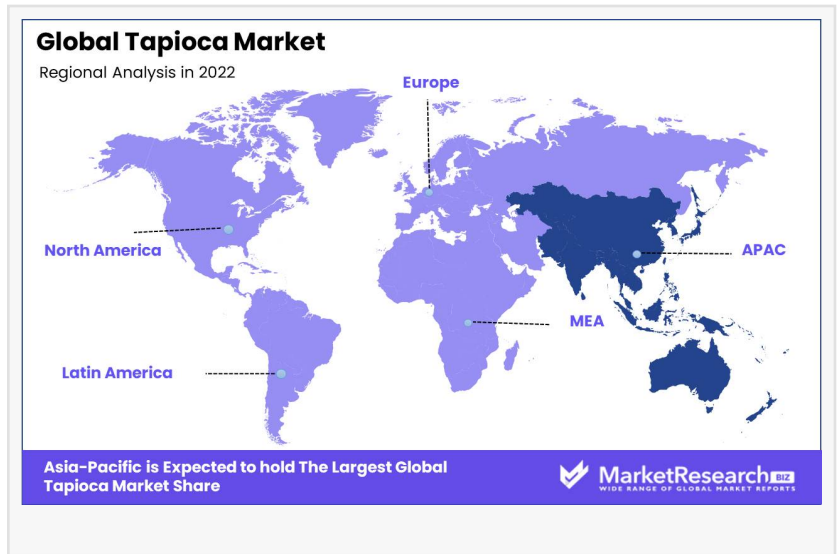 Global Tapioca Market
Regional Analysis in 2022
Europe
North America
APAC
MEA
Latin America
Asia-Pacific is Expected to hold The Largest Global
Tapioca Market Share
MarketResearch BIZ
WIDE RANGE OF GLOBAL MARKET REPORTS